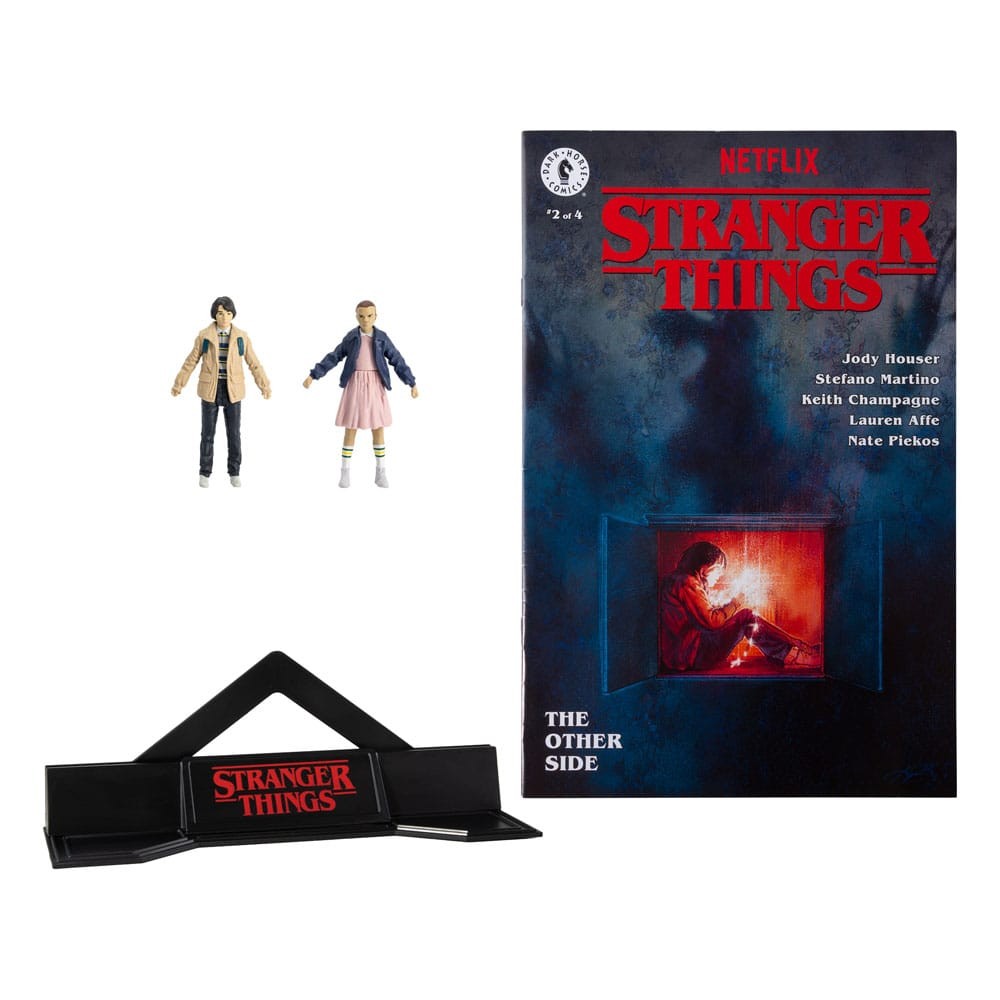 DARK HORSE COMICS
#2 of 4
NETFLIX
STRANGER
THINGS
Jody Houser
Stefano Martino
Keith Champagne
Lauren Affe
Nate Piekos
THE
OTHER
SIDE
STRANGER
THINGS